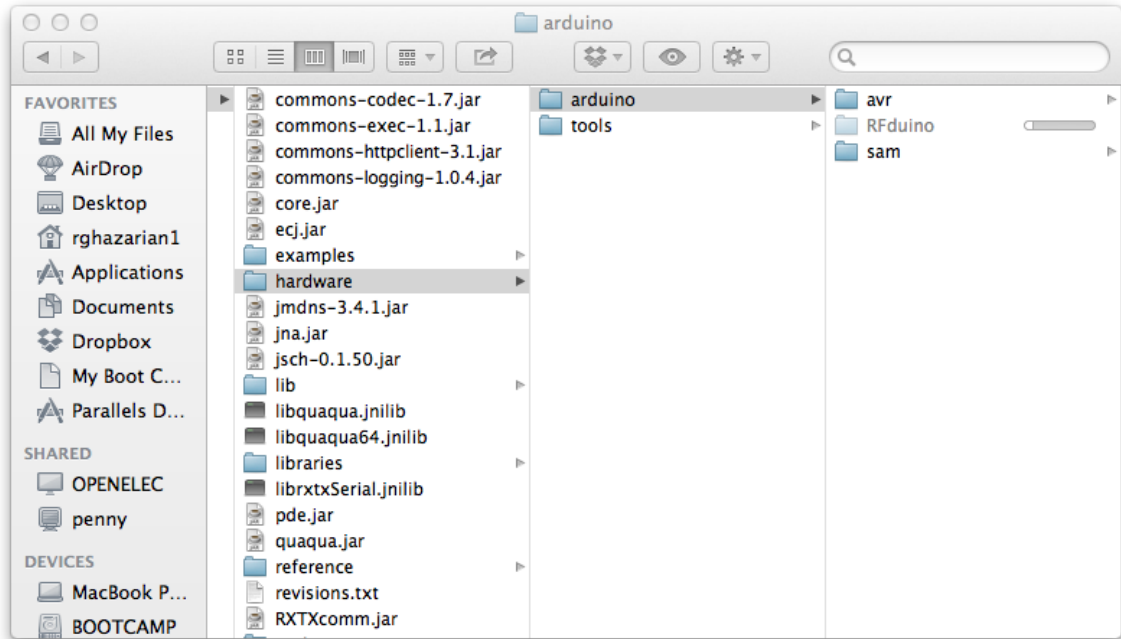 arduino
FAVORITES
All My Files
AirDrop
Desktop
rghazarian1
Applications
Documents
Dropbox
My Boot C...
Parallels D...
SHARED
OPENELEC
penny
DEVICES
MacBook P...
BOOTCAMP
commons-codec-1.7.jar
commons-exec-1.1.jar
commons-httpclient-3.1.jar
commons-logging-1.0.4.jar
core.jar
ecj.jar
examples
hardware
jmdns-3.4.1.jar
jna.jar
jsch-0.1.50.jar
lib
libquaqua.jnilib
libquaqua64.jnilib
libraries
librxtxSerial.jnilib
pde.jar
quaqua.jar
reference
revisions.txt
RXTXcomm.jar
arduino
tools
avr
RFduino
sam